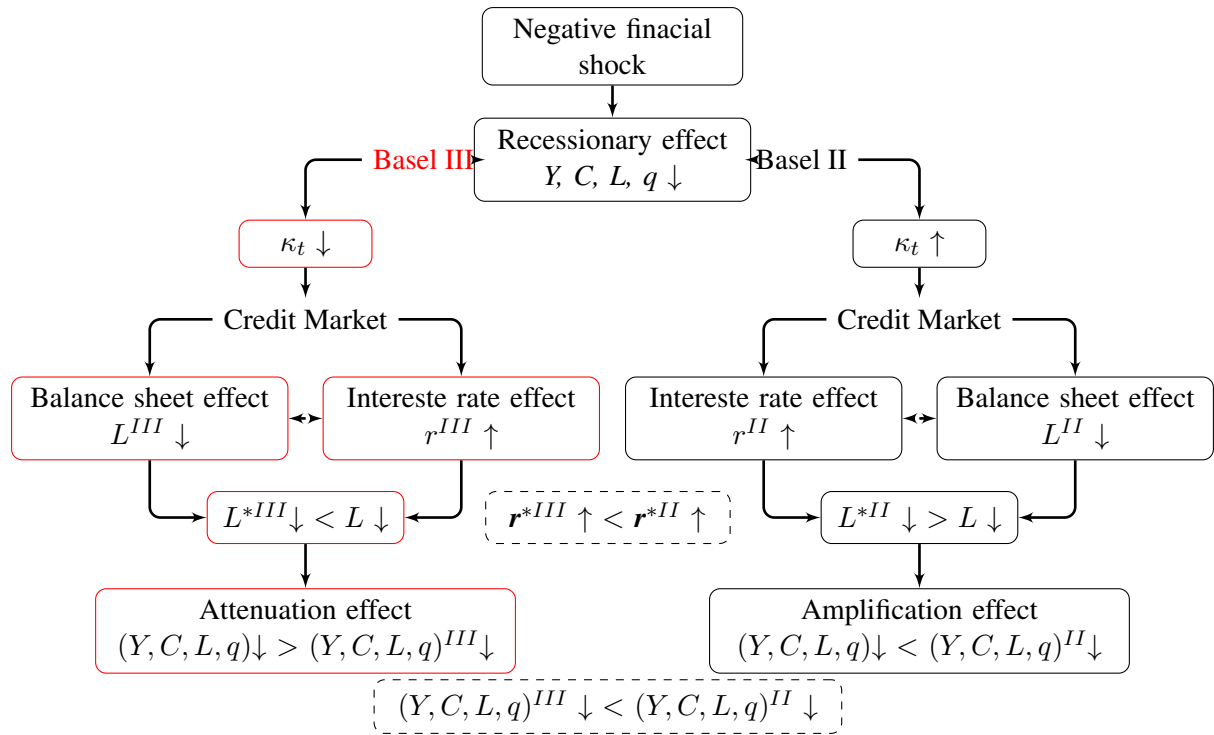 Negative finacial
shock
Recessionary effect
Y, C, L, q ↓
Basel III
Basel II
κt ↓
κt ↑
Credit Market
Credit Market
Balance sheet effect
L^{III} ↓
Intereste rate effect
r^{III} ↑
Intereste rate effect
r^{II} ↑
Balance sheet effect
L^{II} ↓
L^{*III}↓ < L ↓
r^{*III} ↑ < r^{*II} ↑
L^{*II} ↓ > L ↓
Attenuation effect
(Y, C, L, q)↓ > (Y, C, L, q)^{III}↓
Amplification effect
(Y, C, L, q)↓ < (Y, C, L, q)^{II}↓
(Y, C, L, q)^{III} ↓ < (Y, C, L, q)^{II} ↓